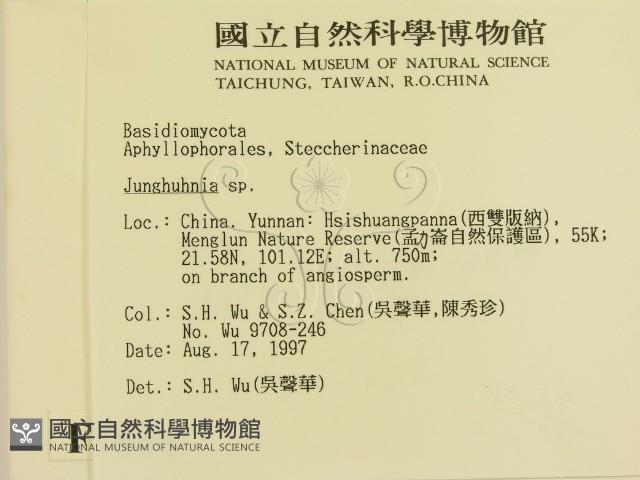 國立自然科學博物館
NATIONAL MUSEUM OF NATURAL SCIENCE
TAICHUNG, TAIWAN, R.O.CHINA
Basidiomycota
Aphyllophorales, Steccherinaceae
Junghuhnia sp.
Loc.: China. Yunnan: Hsishuangpanna(西雙版納),
Menglun Nature Reserve(孟力崙自然保護區), 55K;
21.58N, 101.12E; alt. 750m;
on branch of angiosperm.
Col.: S.H. Wu & S.Z. Chen(吳聲華,陳秀珍)
No. Wu 9708-246
Date: Aug. 17, 1997
Det.: S.H. Wu(吳聲華)
F
國立自然科學博物館
NATIONAL MUSEUM OF NATURAL SCIENCE